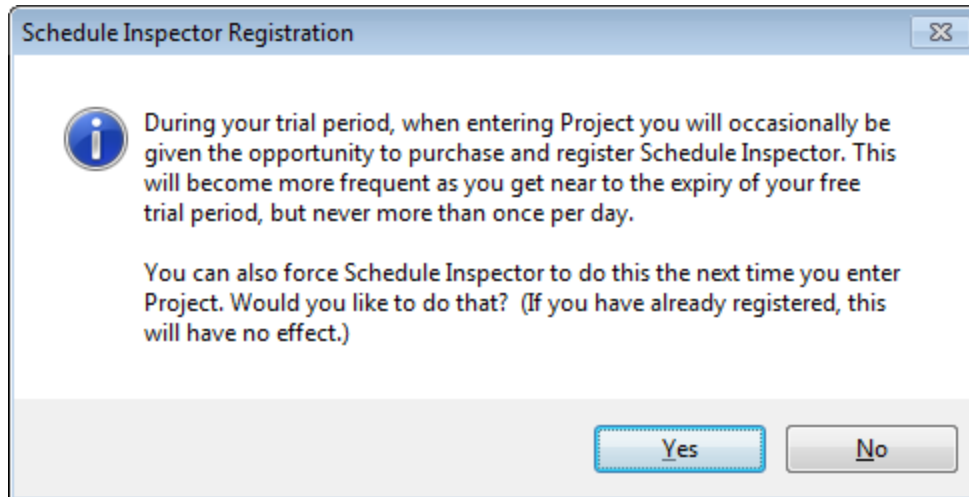 Schedule Inspector Registration
During your trial period, when entering Project you will occasionally be
given the opportunity to purchase and register Schedule Inspector. This
will become more frequent as you get near to the expiry of your free
trial period, but never more than once per day.
You can also force Schedule Inspector to do this the next time you enter
Project. Would you like to do that?  (If you have already registered, this
will have no effect.)
Yes
No